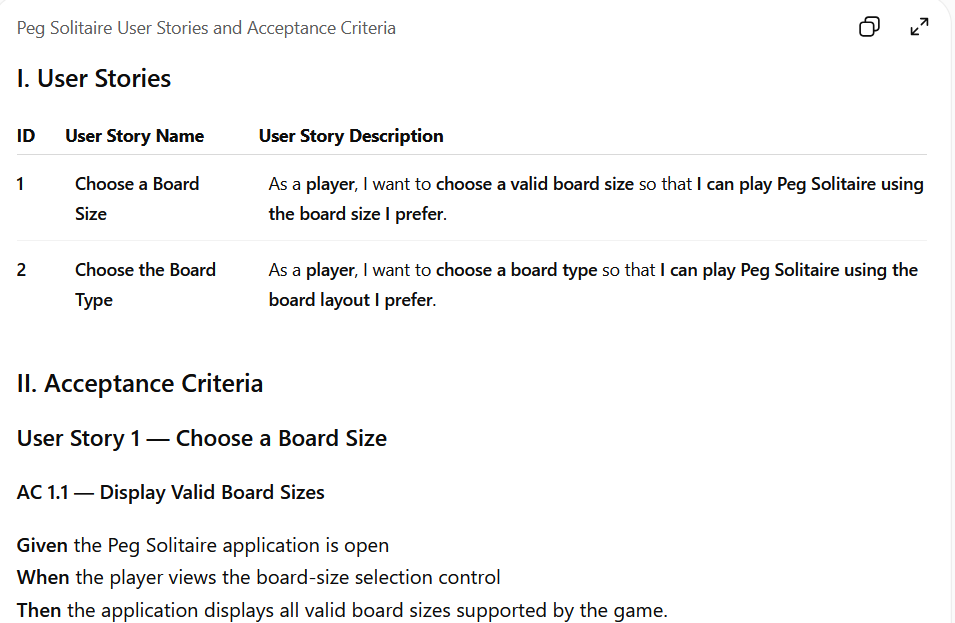 Peg Solitaire User Stories and Acceptance Criteria
I. User Stories
ID User Story Name User Story Description
1 Choose a Board As a player, I want to choose a valid board size so that I can play Peg Solitaire using
Size the board size I prefer.
2 Choose the Board As a player, I want to choose a board type so that I can play Peg Solitaire using the
Type board layout I prefer.
II. Acceptance Criteria
User Story 1 — Choose a Board Size
AC 1.1 — Display Valid Board Sizes
Given the Peg Solitaire application is open
When the player views the board-size selection control
Then the application displays all valid board sizes supported by the game.